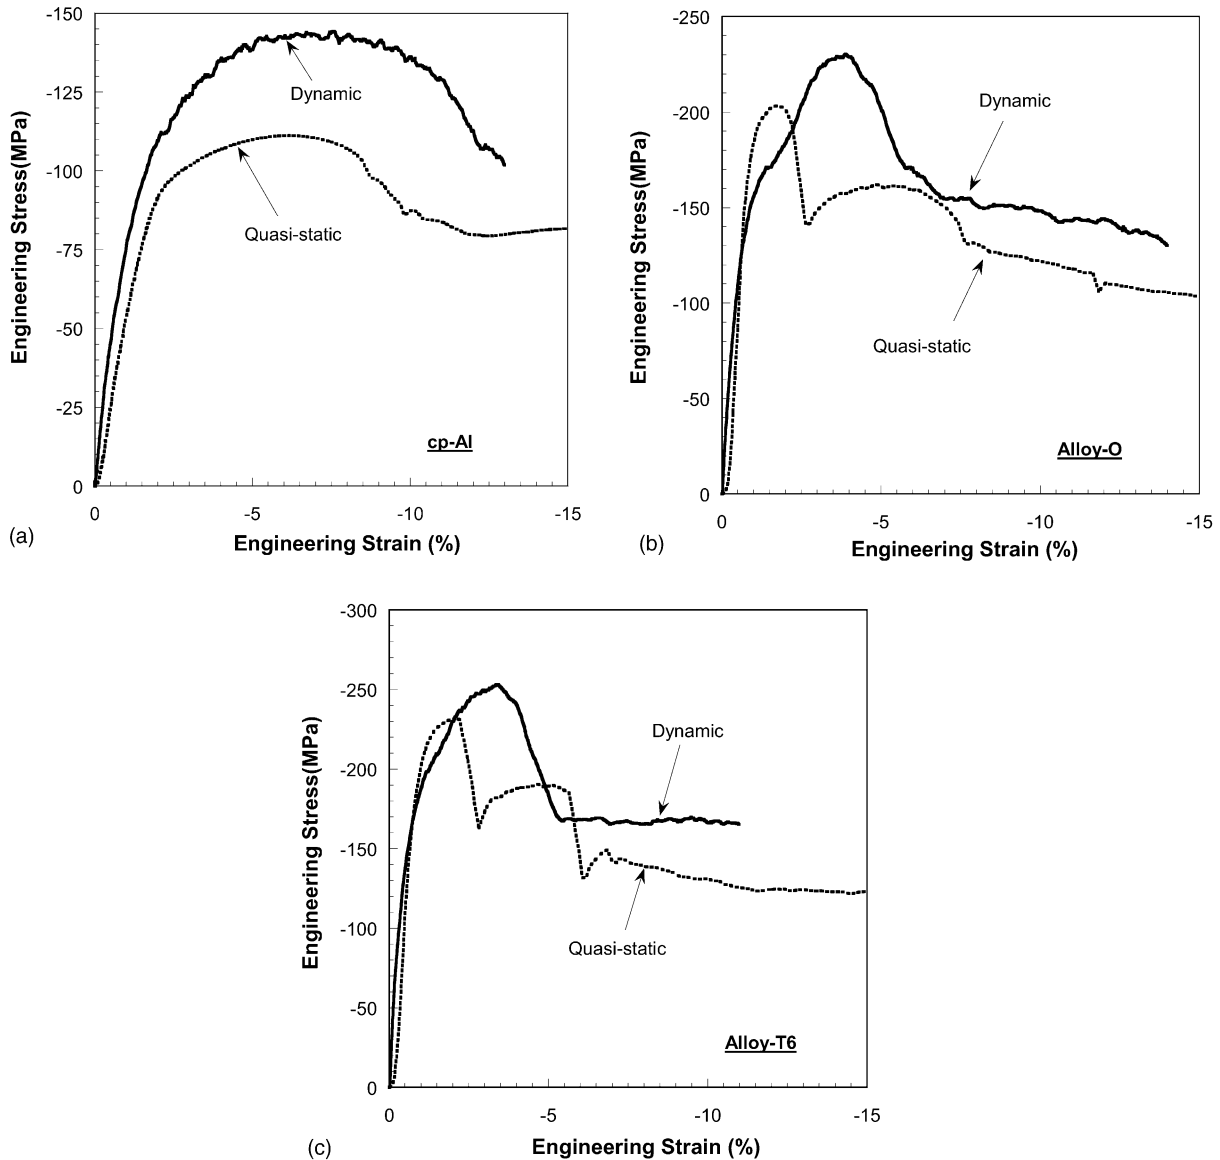 -150
-125
-100
-75
-50
-25
0
0
-5
-10
-15
Engineering Stress(MPa)
Engineering Strain (%)
Dynamic
Quasi-static
cp-Al
(a)
-250
-200
-150
-100
-50
0
0
-5
-10
-15
Engineering Stress(MPa)
Engineering Strain (%)
Dynamic
Quasi-static
Alloy-O
(b)
-300
-250
-200
-150
-100
-50
0
0
-5
-10
-15
Engineering Stress(MPa)
Engineering Strain (%)
Dynamic
Quasi-static
Alloy-T6
(c)